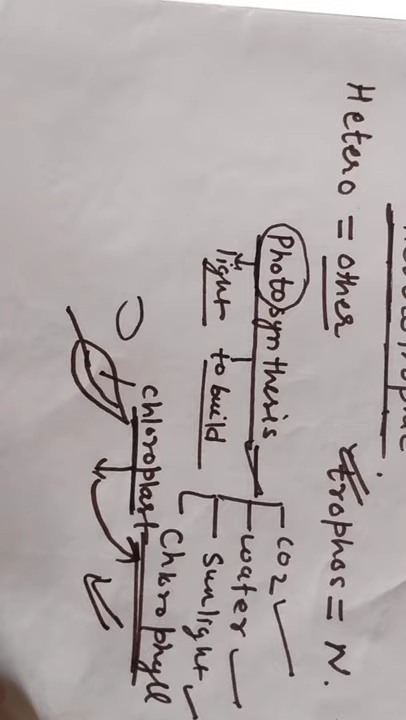 Hetero = other trophos = N.
Photosynthesis
light to build
CO2
water
Sunlight
Chlorophyll
Chloroplast